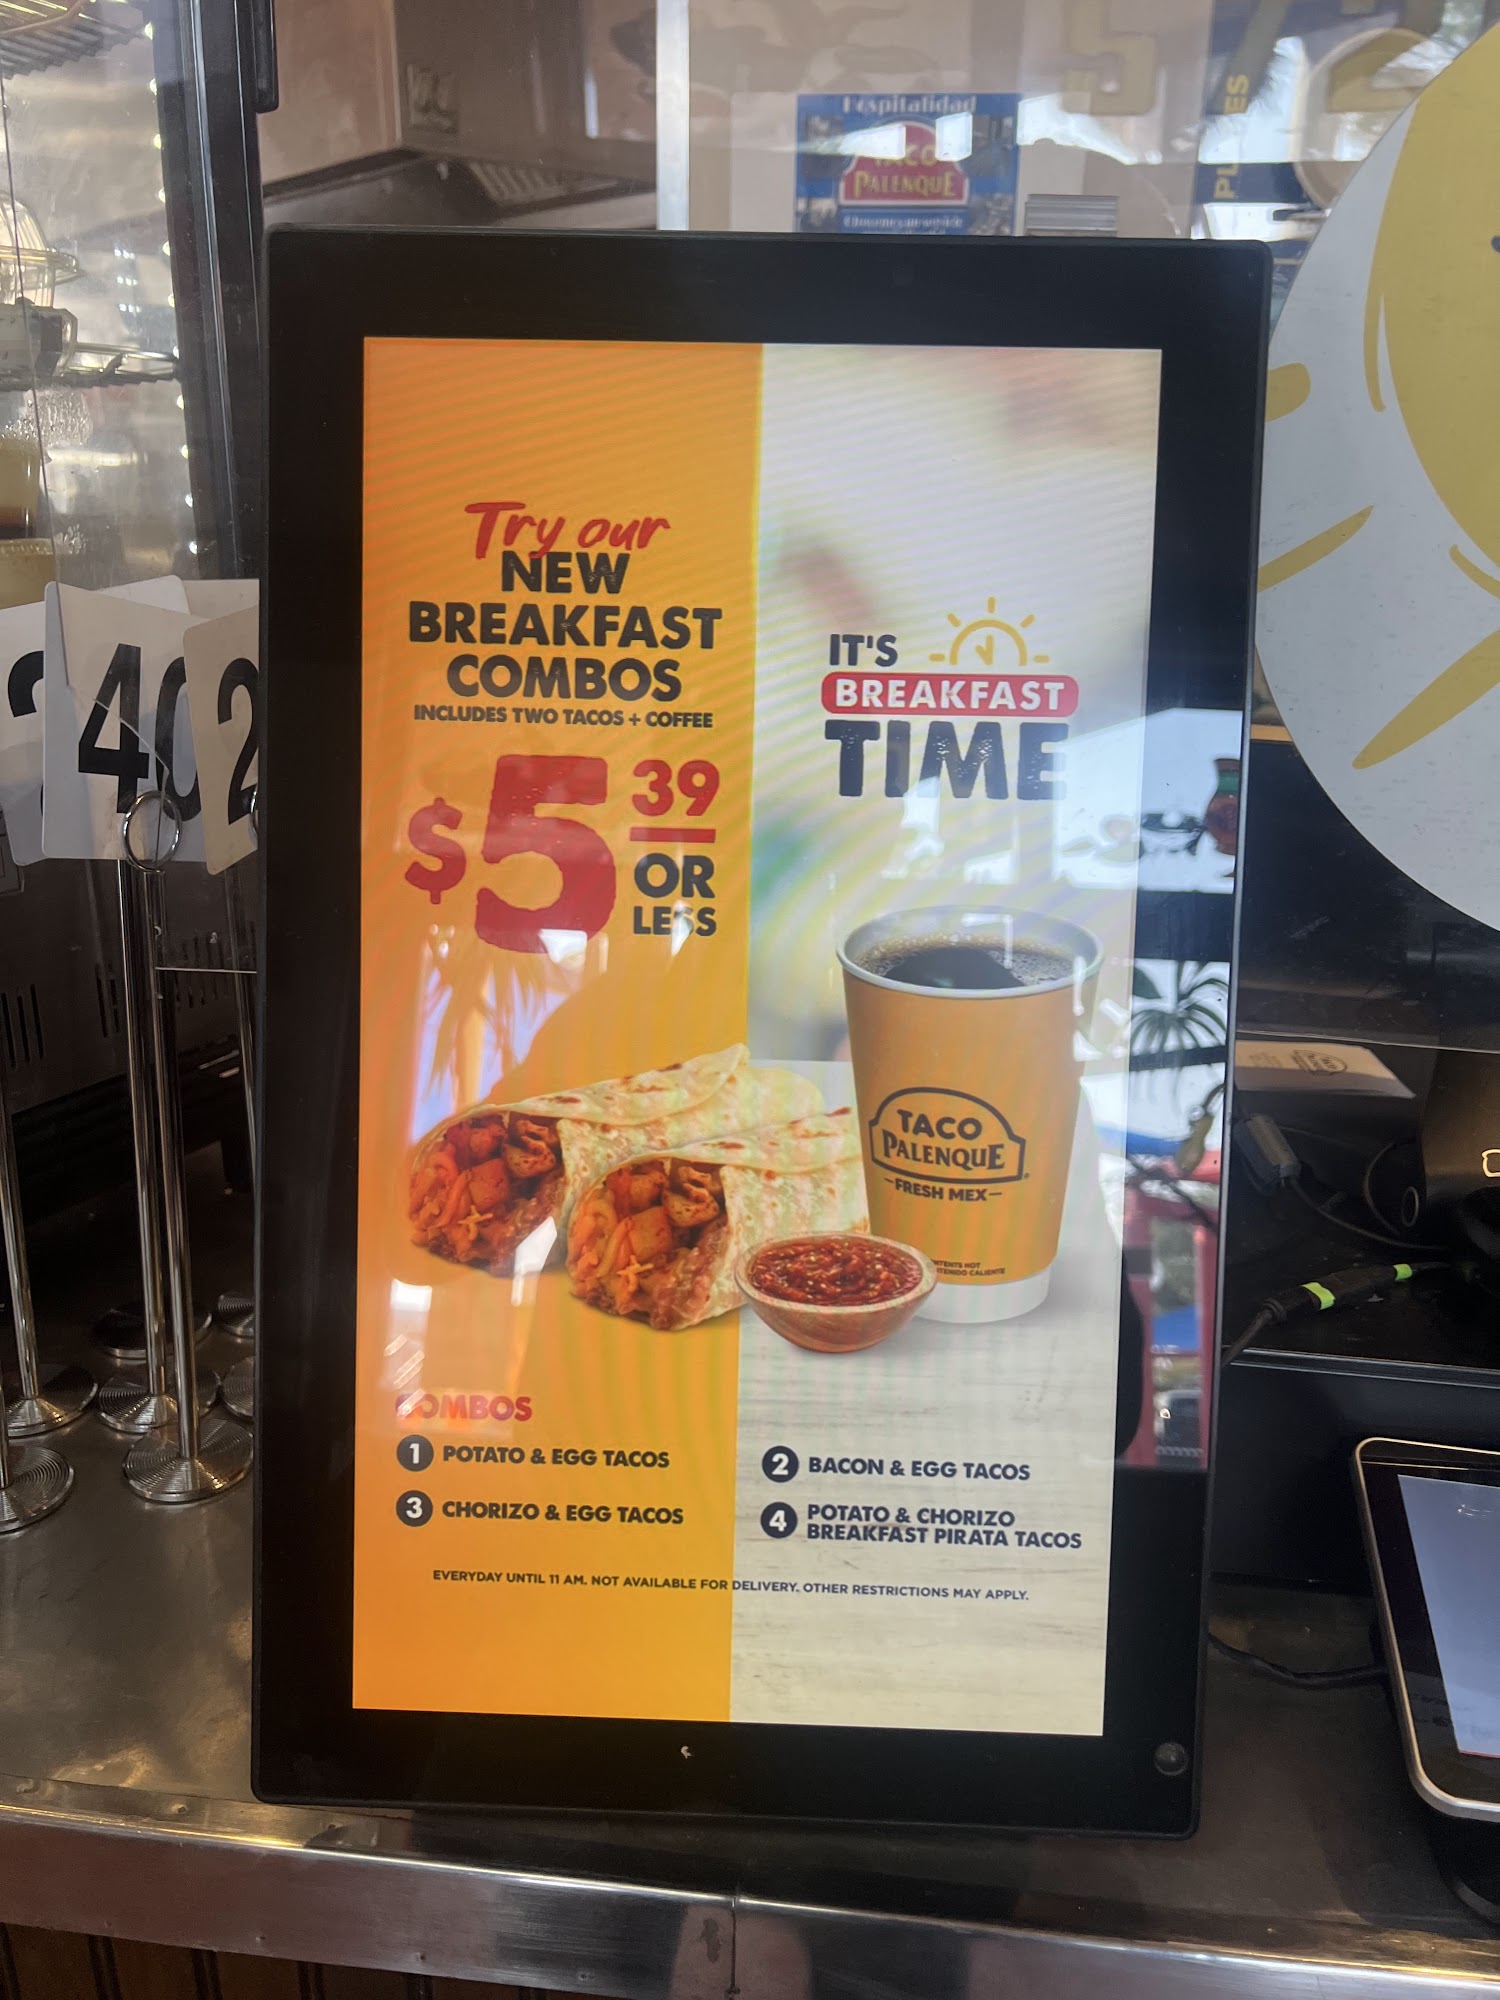 Hospitalidad
TACO
PALENQUE
Try our
NEW
BREAKFAST
COMBOS
INCLUDES TWO TACOS + COFFEE
$5 39
OR
LESS
IT'S
BREAKFAST
TIME
TACO
PALENQUE
FRESH MEX
COMBOS
1 POTATO & EGG TACOS
2 BACON & EGG TACOS
3 CHORIZO & EGG TACOS
4 POTATO & CHORIZO
BREAKFAST PIRATA TACOS
EVERYDAY UNTIL 11 AM. NOT AVAILABLE FOR DELIVERY. OTHER RESTRICTIONS MAY APPLY.
40
2